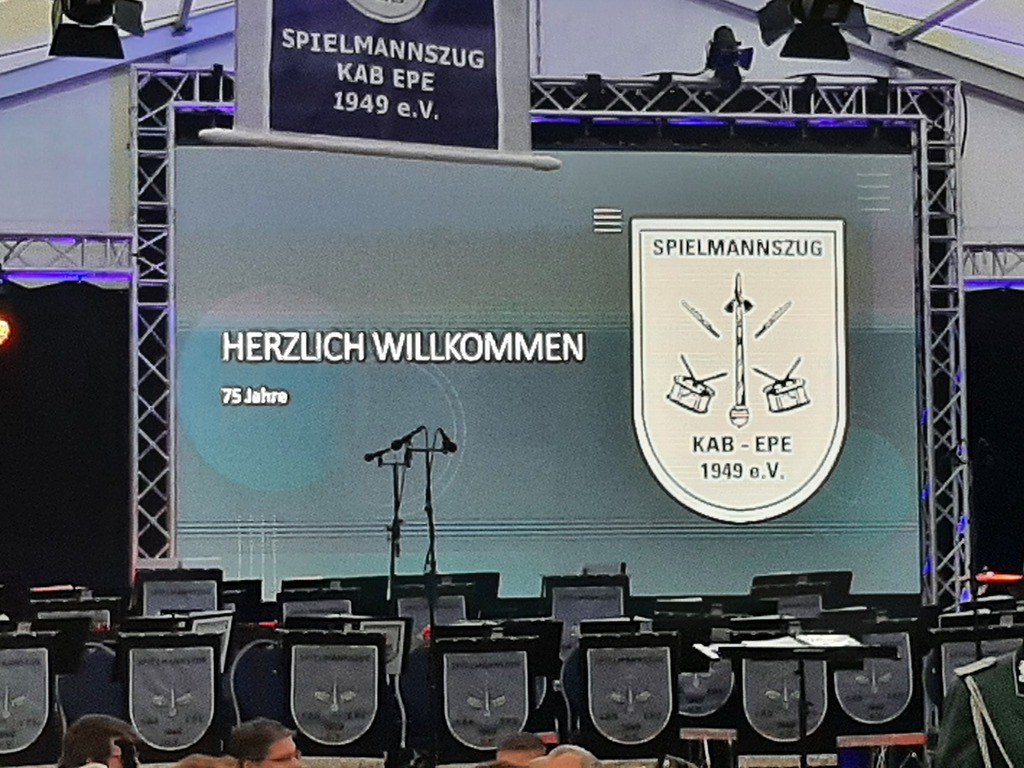 SPIELMANNSZUG
KAB EPE
1949 e.V.
HERZLICH WILLKOMMEN
75 Jahre
SPIELMANNSZUG
KAB - EPE
1949 e.V.